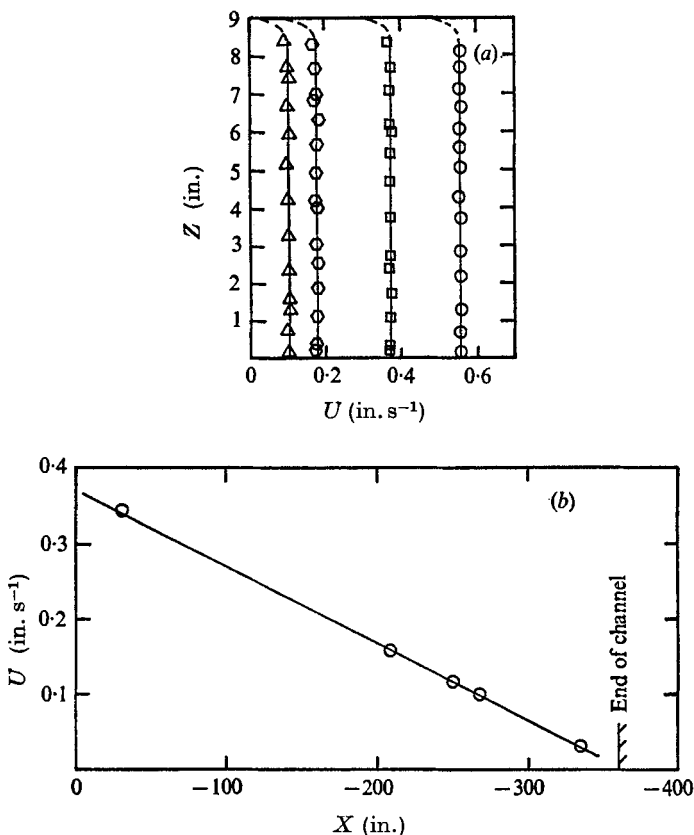 9
(a)
8
7
6
5
4
3
2
1
Z (in.)
0 0·2 0·4 0·6
U (in. s⁻¹)
0·4
(b)
0·3
0·2
0·1
U (in. s⁻¹)
End of channel
0 −100 −200 −300 −400
X (in.)